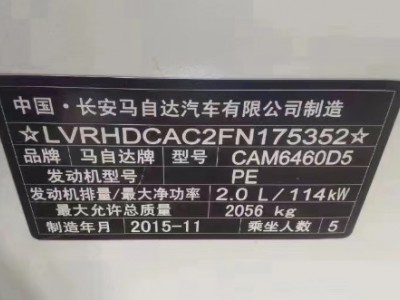 中国·长安马自达汽车有限公司制造
☆LVRHDCAC2FN175352☆
品牌 马自达牌 型号 CAM6460D5
发动机型号 PE
发动机排量/最大净功率 2.0 L/114kW
最大允许总质量 2056 kg
制造年月 2015-11 乘坐人数 5